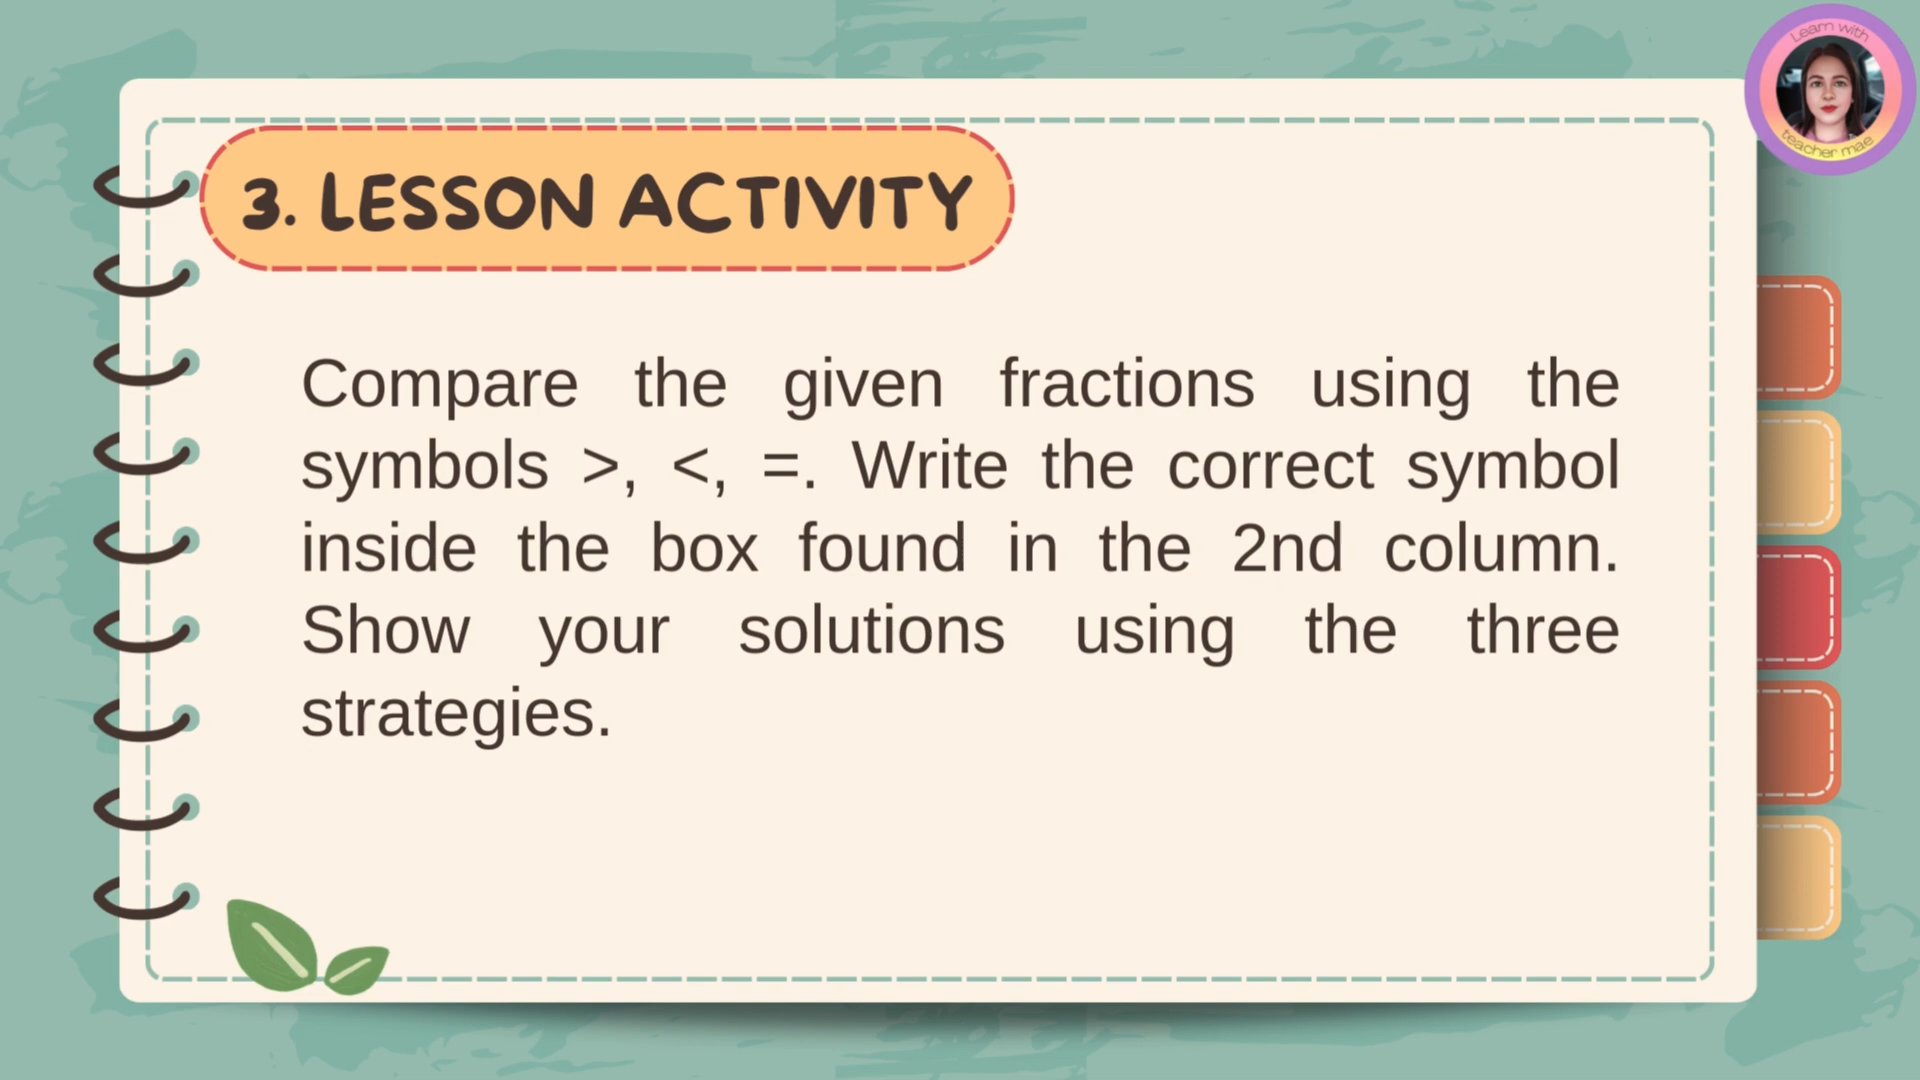 Learn with
teacher mae
3. LESSON ACTIVITY
Compare the given fractions using the
symbols >, <, =. Write the correct symbol
inside the box found in the 2nd column.
Show your solutions using the three
strategies.